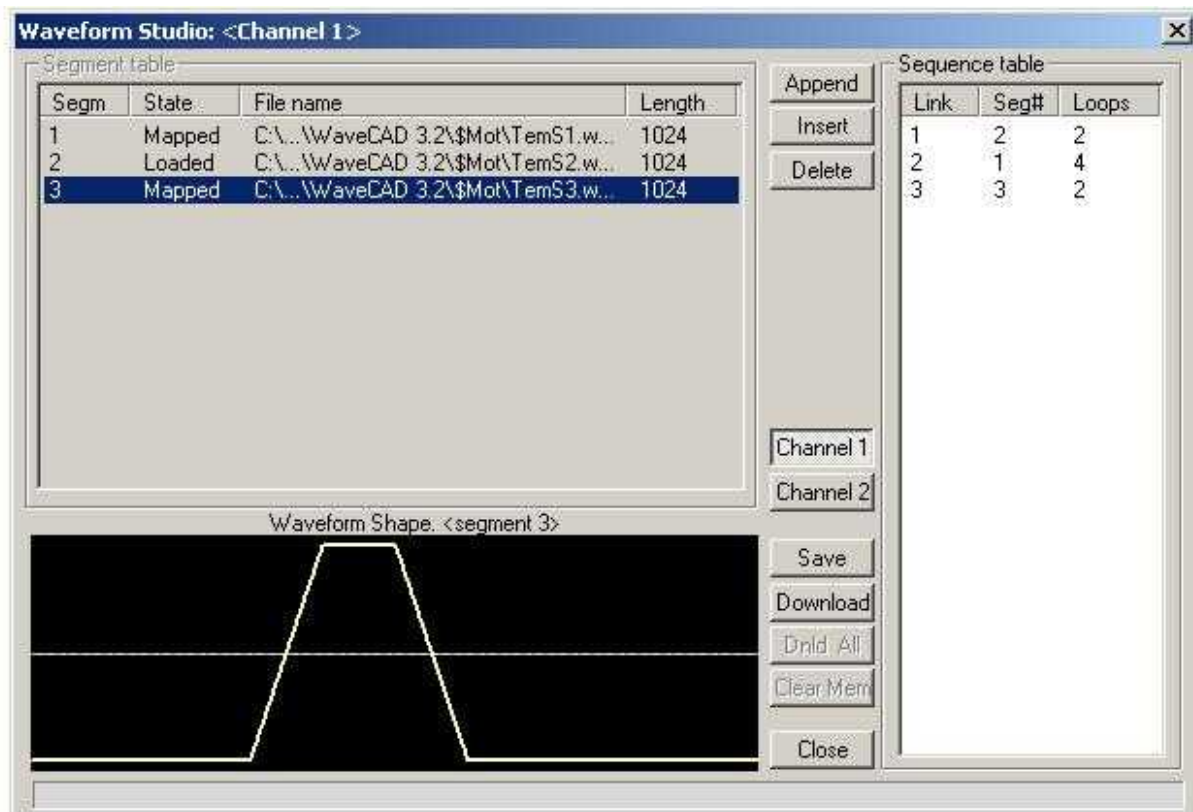 Waveform Studio: <Channel 1>
Segment table
Segm State File name Length
1 Mapped C:\...\WaveCAD 3.2\$Mot\TemS1.w... 1024
2 Loaded C:\...\WaveCAD 3.2\$Mot\TemS2.w... 1024
3 Mapped C:\...\WaveCAD 3.2\$Mot\TemS3.w... 1024
Append
Insert
Delete
Channel 1
Channel 2
Waveform Shape. <segment 3>
Save
Download
Dnld All
Clear Mem
Close
Sequence table
Link Seg# Loops
1 2 2
2 1 4
3 3 2